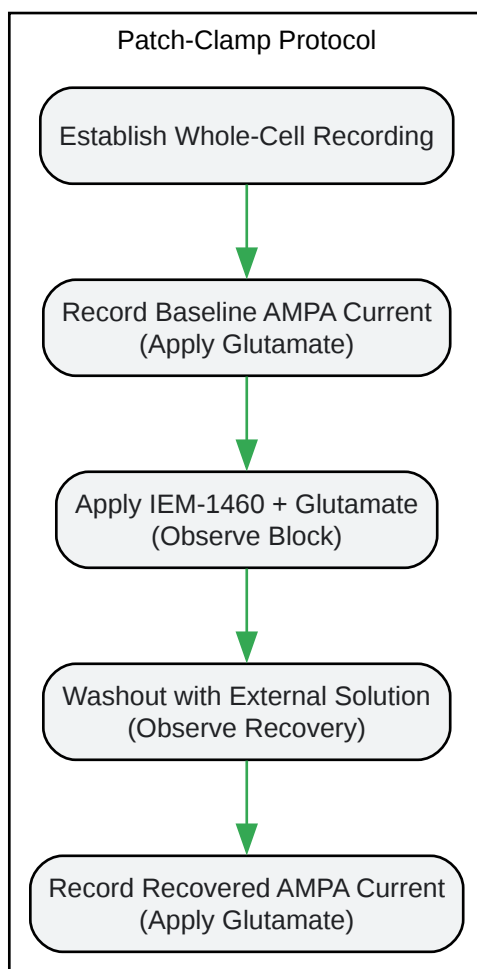 Patch-Clamp Protocol
Establish Whole-Cell Recording
Record Baseline AMPA Current
(Apply Glutamate)
Apply IEM-1460 + Glutamate
(Observe Block)
Washout with External Solution
(Observe Recovery)
Record Recovered AMPA Current
(Apply Glutamate)